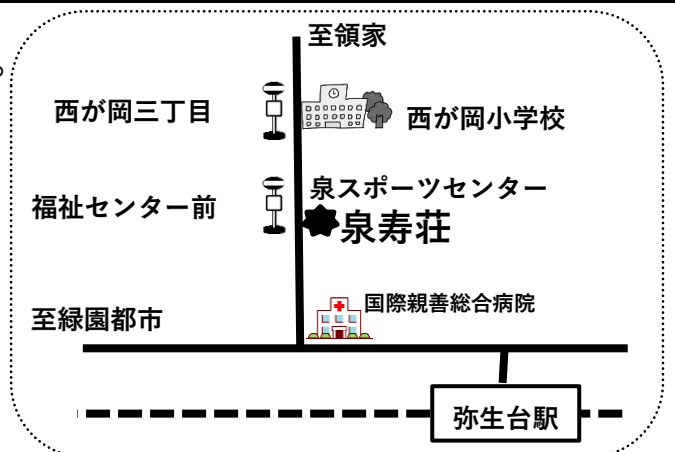 。
至領家
西が岡三丁目
西が岡小学校
泉スポーツセンター
福祉センター前
泉寿荘
国際親善総合病院
至緑園都市
弥生台駅